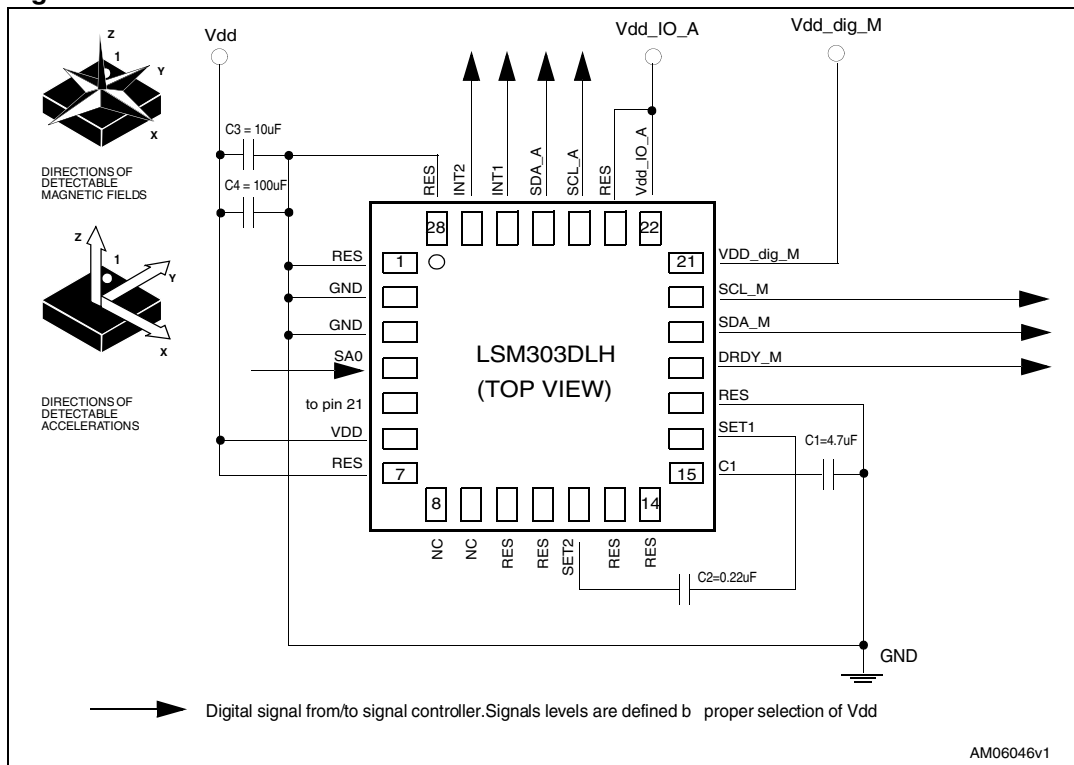 Z
1
Y
X
DIRECTIONS OF
DETECTABLE
MAGNETIC FIELDS
Z
1
Y
X
DIRECTIONS OF
DETECTABLE
ACCELERATIONS
Vdd
Vdd_IO_A
Vdd_dig_M
C3 = 10uF
C4 = 100uF
RES
INT2
INT1
SDA_A
SCL_A
RES
Vdd_IO_A
28
22
RES
GND
GND
SA0
to pin 21
VDD
RES
1
7
LSM303DLH
(TOP VIEW)
21
15
VDD_dig_M
SCL_M
SDA_M
DRDY_M
RES
SET1
C1
C1=4.7uF
8
14
NC
NC
RES
RES
SET2
RES
RES
C2=0.22uF
GND
Digital signal from/to signal controller.Signals levels are defined b proper selection of Vdd
AM06046v1